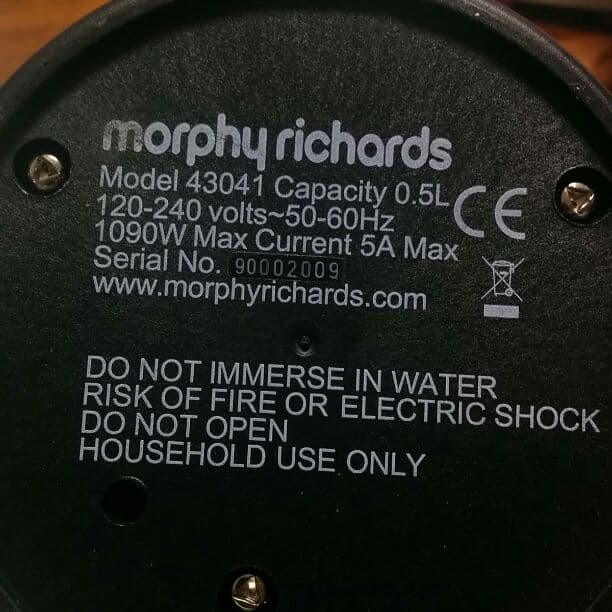 morphy richards
Model 43041 Capacity 0.5L
CE
120-240 volts~50-60Hz
1090W Max Current 5A Max
Serial No. 90002009
www.morphyrichards.com
DO NOT IMMERSE IN WATER
RISK OF FIRE OR ELECTRIC SHOCK
DO NOT OPEN
HOUSEHOLD USE ONLY